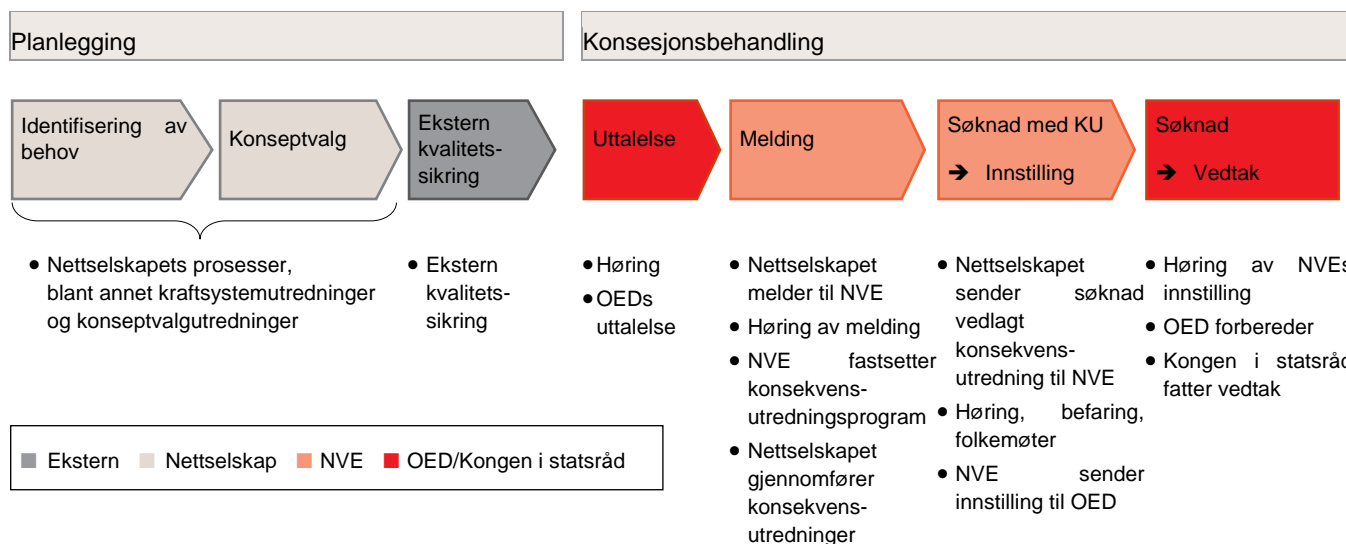 Planlegging
Konsesjonsbehandling
Identifisering av
behov
Konseptvalg
Ekstern
kvalitets-
sikring
Uttalelse
Melding
Søknad med KU
➔ Innstilling
Søknad
➔ Vedtak
• Nettselskapets prosesser,
blant annet kraftsystemutredninger
og konseptvalgutredninger
• Ekstern
kvalitets-
sikring
• Høring
• OEDs
uttalelse
• Nettselskapet
melder til NVE
• Høring av melding
• NVE fastsetter
konsekvens-
utredningsprogram
• Nettselskapet
gjennomfører
konsekvens-
utredninger
• Nettselskapet
sender søknad
vedlagt
konsekvens-
utredning til NVE
• Høring, befaring,
folkemøter
• NVE sender
innstilling til OED
• Høring av NVEs
innstilling
• OED forbereder
• Kongen i statsråd
fatter vedtak
Ekstern Nettselskap NVE OED/Kongen i statsråd